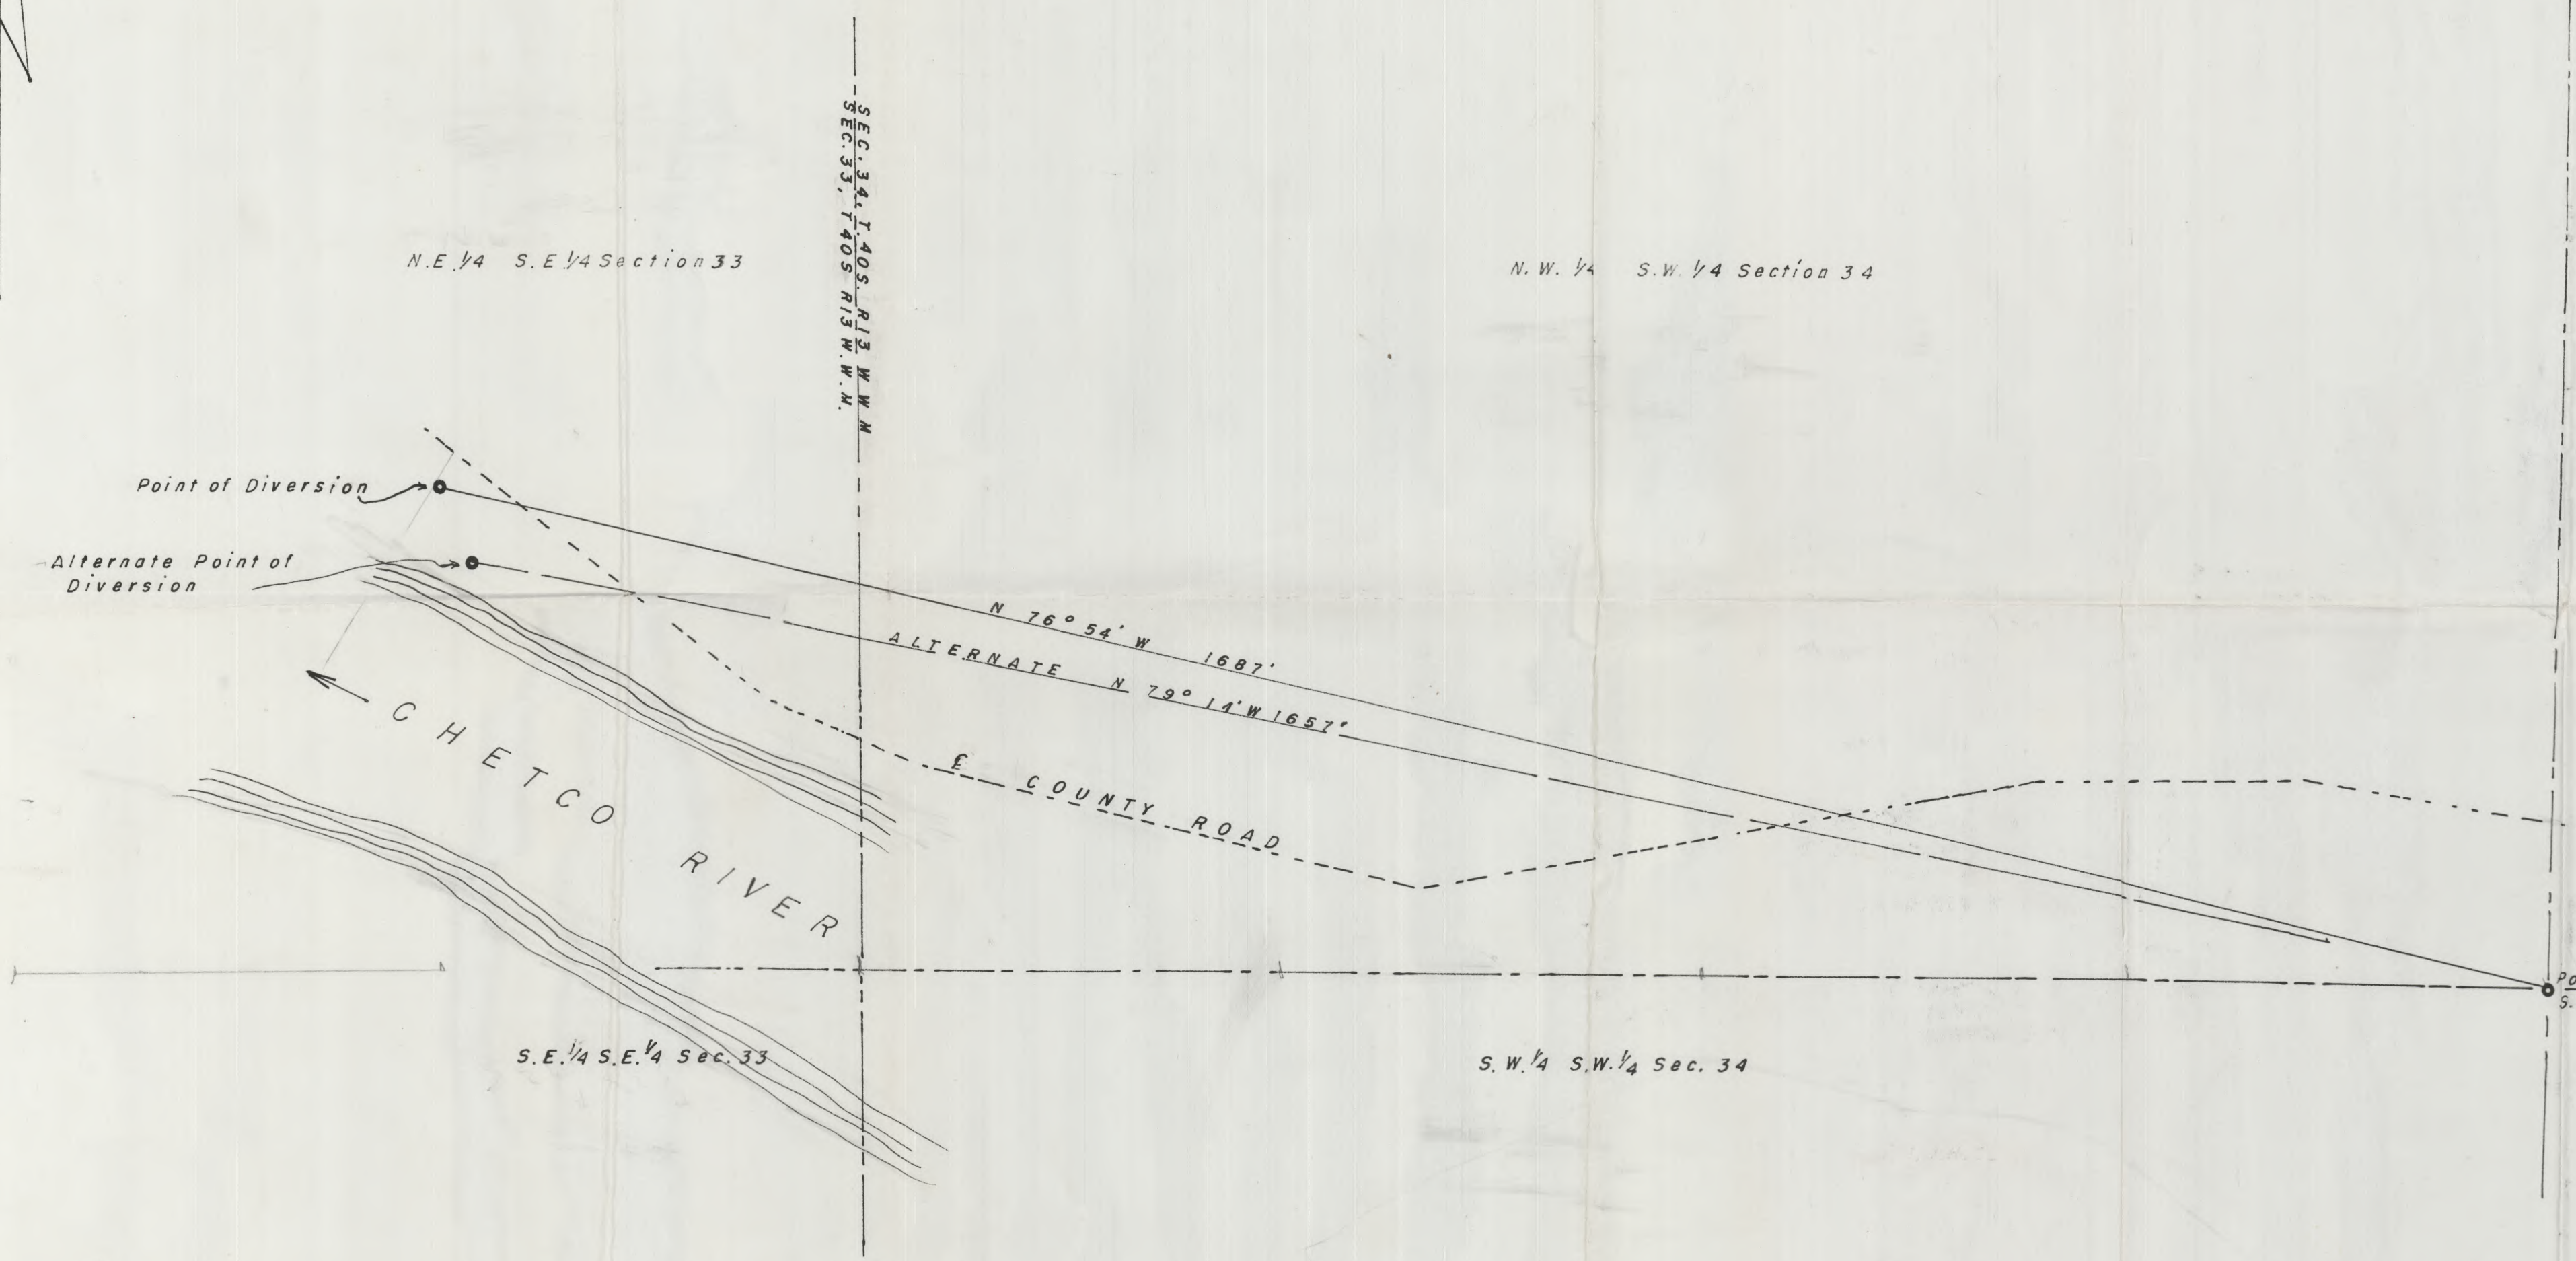 SEC. 34, T. 40S. R13 W W M
SEC. 33, T40S R13 W. W. M.
N.E. 1/4 S.E 1/4 Section 33
N. W. 1/4 S.W. 1/4 Section 34
Point of Diversion
Alternate Point of
Diversion
N 76° 54' W 1687'
ALTERNATE N 79° 14' W 1657'
CHETCO RIVER
℄ COUNTY ROAD
S.E. 1/4 S.E. 1/4 Sec. 33
S. W. 1/4 S.W. 1/4 Sec. 34